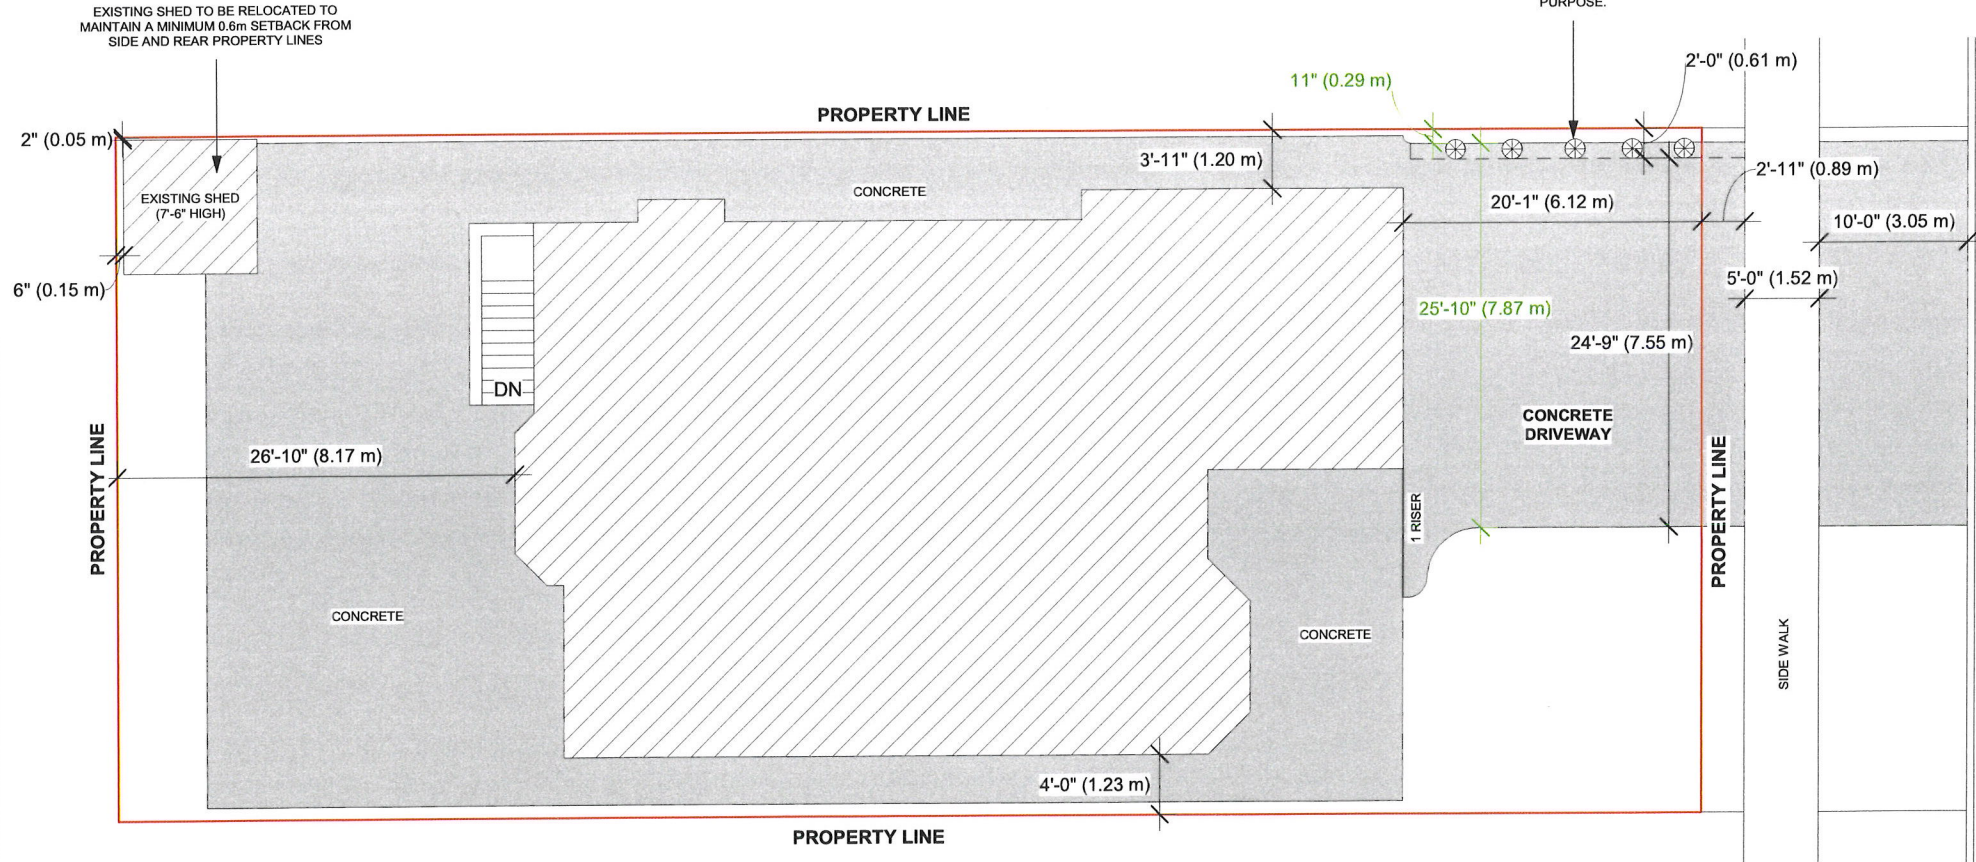 EXISTING SHED TO BE RELOCATED TO
MAINTAIN A MINIMUM 0.6m SETBACK FROM
SIDE AND REAR PROPERTY LINES
PURPOSE.
2'-0" (0.61 m)
11" (0.29 m)
PROPERTY LINE
2" (0.05 m)
3'-11" (1.20 m)
2'-11" (0.89 m)
CONCRETE
EXISTING SHED
(7'-6" HIGH)
20'-1" (6.12 m)
10'-0" (3.05 m)
6" (0.15 m)
5'-0" (1.52 m)
25'-10" (7.87 m)
24'-9" (7.55 m)
DN
CONCRETE
DRIVEWAY
26'-10" (8.17 m)
PROPERTY LINE
1 RISER
PROPERTY LINE
CONCRETE
CONCRETE
SIDE WALK
4'-0" (1.23 m)
PROPERTY LINE